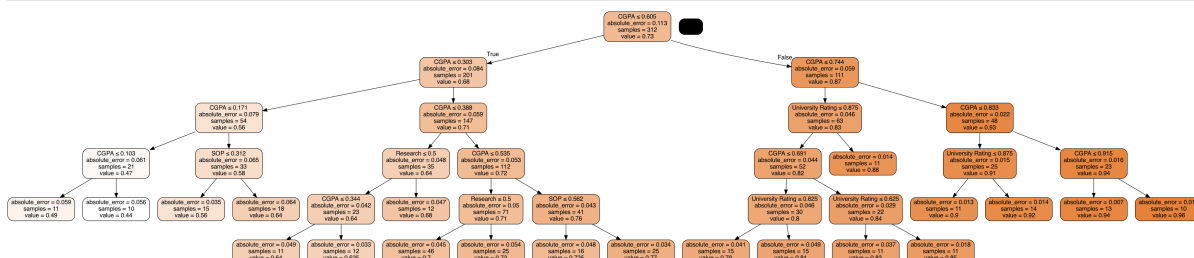 CGPA ≤ 0.605
absolute_error = 0.113
samples = 312
value = 0.73
True
False
CGPA ≤ 0.303
absolute_error = 0.084
samples = 201
value = 0.68
CGPA ≤ 0.744
absolute_error = 0.059
samples = 111
value = 0.87
CGPA ≤ 0.171
absolute_error = 0.079
samples = 54
value = 0.56
CGPA ≤ 0.388
absolute_error = 0.059
samples = 147
value = 0.71
University Rating ≤ 0.875
absolute_error = 0.046
samples = 63
value = 0.83
CGPA ≤ 0.833
absolute_error = 0.022
samples = 48
value = 0.93
CGPA ≤ 0.103
absolute_error = 0.061
samples = 21
value = 0.47
SOP ≤ 0.312
absolute_error = 0.065
samples = 33
value = 0.58
Research ≤ 0.5
absolute_error = 0.048
samples = 35
value = 0.64
CGPA ≤ 0.535
absolute_error = 0.053
samples = 112
value = 0.72
CGPA ≤ 0.691
absolute_error = 0.044
samples = 52
value = 0.82
absolute_error = 0.014
samples = 11
value = 0.88
University Rating ≤ 0.875
absolute_error = 0.015
samples = 25
value = 0.91
CGPA ≤ 0.915
absolute_error = 0.016
samples = 23
value = 0.94
absolute_error = 0.059
samples = 11
value = 0.49
absolute_error = 0.056
samples = 10
value = 0.44
absolute_error = 0.035
samples = 15
value = 0.56
absolute_error = 0.064
samples = 18
value = 0.64
CGPA ≤ 0.344
absolute_error = 0.042
samples = 23
value = 0.64
absolute_error = 0.047
samples = 12
value = 0.68
Research ≤ 0.5
absolute_error = 0.05
samples = 71
value = 0.71
SOP ≤ 0.562
absolute_error = 0.043
samples = 41
value = 0.76
University Rating ≤ 0.625
absolute_error = 0.046
samples = 30
value = 0.8
University Rating ≤ 0.625
absolute_error = 0.029
samples = 22
value = 0.84
absolute_error = 0.013
samples = 11
value = 0.9
absolute_error = 0.014
samples = 14
value = 0.92
absolute_error = 0.007
samples = 13
value = 0.94
samples = 10
value = 0.96
absolute_error = 0.049
samples = 11
absolute_error = 0.033
samples = 12
absolute_error = 0.045
samples = 46
absolute_error = 0.054
samples = 25
absolute_error = 0.048
samples = 16
absolute_error = 0.034
samples = 25
absolute_error = 0.041
samples = 15
absolute_error = 0.049
samples = 15
absolute_error = 0.037
samples = 11
absolute_error = 0.018
samples = 11